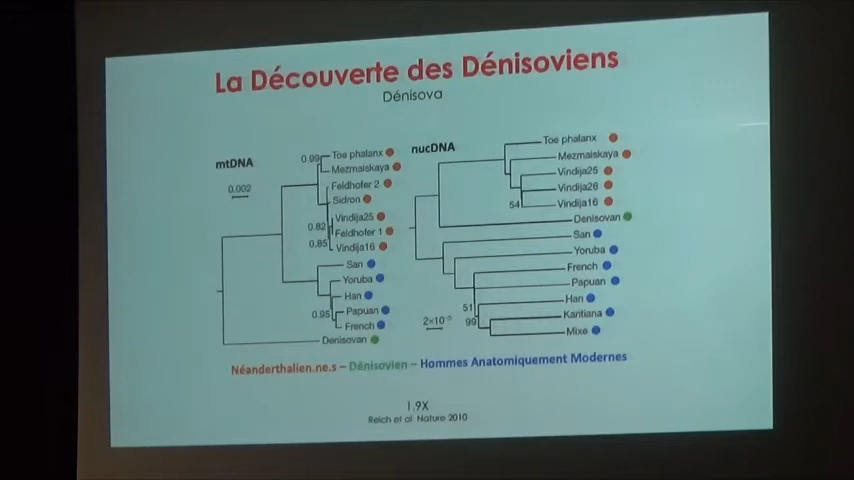 La Découverte des Dénisoviens
Dénisova
mtDNA
0.002
0.99
Toe phalanx
Mezmaiskaya
Feldhofer 2
Sidron
0.82
Vindija25
Feldhofer 1
0.85
Vindija16
San
Yoruba
Han
0.95
Papuan
French
Denisovan
nucDNA
Toe phalanx
Mezmaiskaya
Vindija25
Vindija26
54
Vindija16
Denisovan
San
Yoruba
French
Papuan
51
Han
99
Karitiana
Mixe
2×10⁻⁵
Néanderthalien.ne.s – Dénisovien – Hommes Anatomiquement Modernes
1.9X
Reich et al Nature 2010